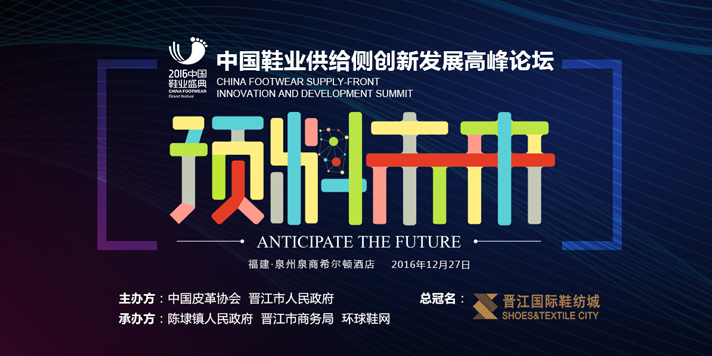 2016中国
鞋业盛典
CHINA FOOTWEAR
Grand Festival
中国鞋业供给侧创新发展高峰论坛
CHINA FOOTWEAR SUPPLY-FRONT
INNOVATION AND DEVELOPMENT SUMMIT
预料未来
ANTICIPATE THE FUTURE
福建·泉州泉商希尔顿酒店 2016年12月27日
主办方：中国皮革协会 晋江市人民政府
承办方：陈埭镇人民政府 晋江市商务局 环球鞋网
总冠名：
晋江国际鞋纺城
SHOES&TEXTILE CITY